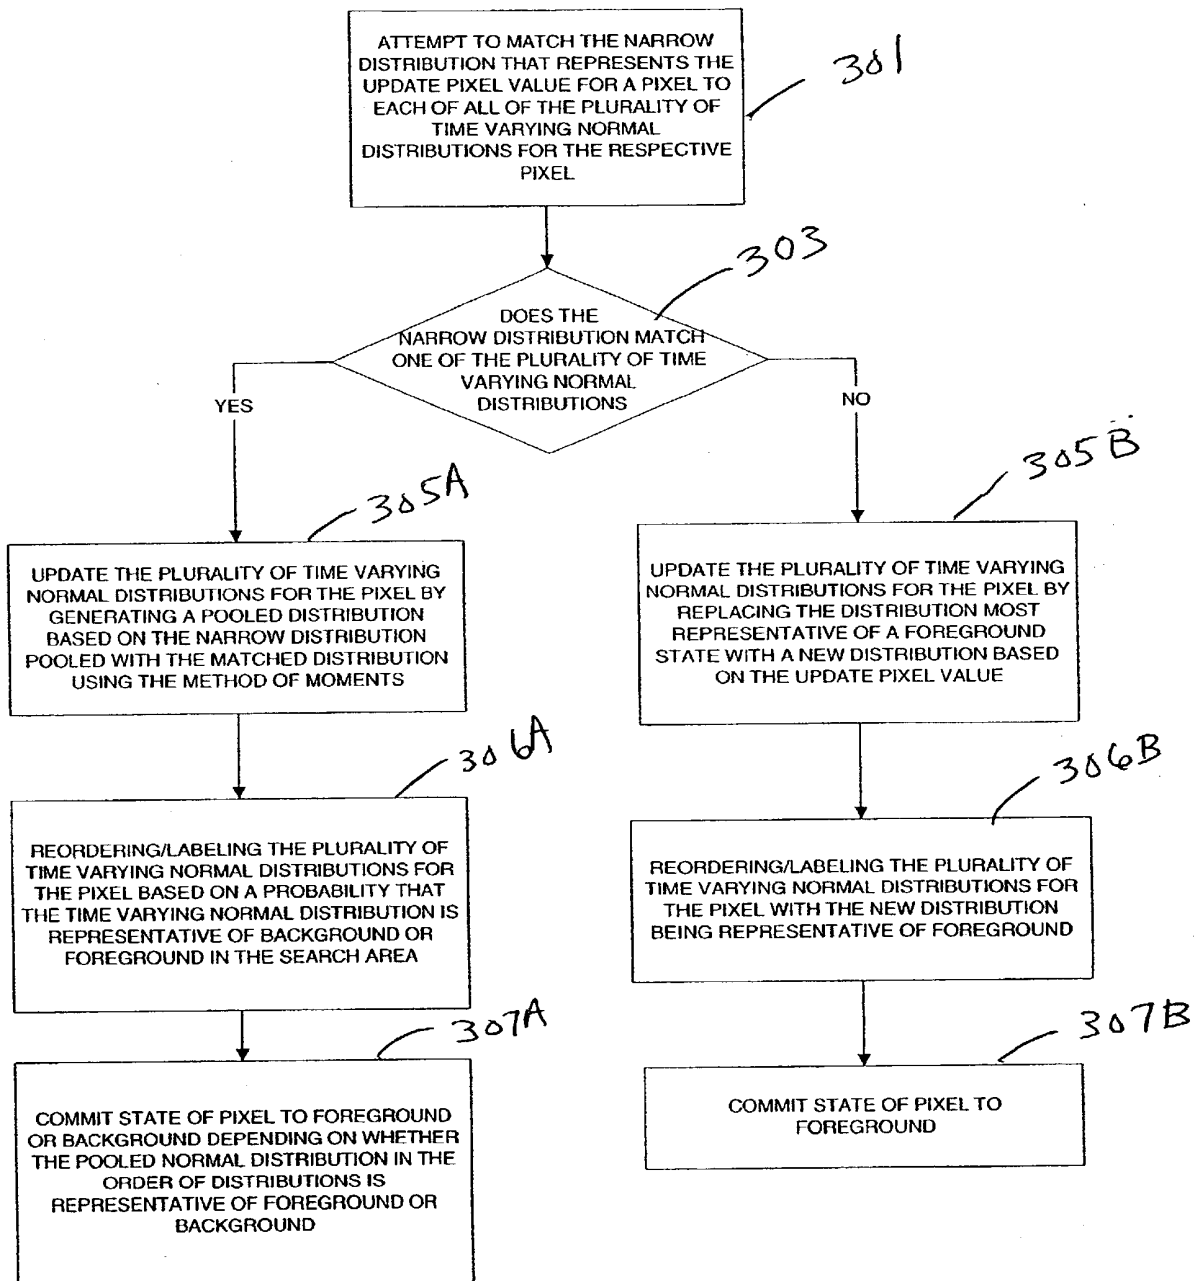 ATTEMPT TO MATCH THE NARROW
DISTRIBUTION THAT REPRESENTS THE
UPDATE PIXEL VALUE FOR A PIXEL TO
EACH OF ALL OF THE PLURALITY OF
TIME VARYING NORMAL
DISTRIBUTIONS FOR THE RESPECTIVE
PIXEL
301
303
DOES THE
NARROW DISTRIBUTION MATCH
ONE OF THE PLURALITY OF TIME
VARYING NORMAL
DISTRIBUTIONS
YES
NO
305A
UPDATE THE PLURALITY OF TIME VARYING
NORMAL DISTRIBUTIONS FOR THE PIXEL BY
GENERATING A POOLED DISTRIBUTION
BASED ON THE NARROW DISTRIBUTION
POOLED WITH THE MATCHED DISTRIBUTION
USING THE METHOD OF MOMENTS
305B
UPDATE THE PLURALITY OF TIME VARYING
NORMAL DISTRIBUTIONS FOR THE PIXEL BY
REPLACING THE DISTRIBUTION MOST
REPRESENTATIVE OF A FOREGROUND
STATE WITH A NEW DISTRIBUTION BASED
ON THE UPDATE PIXEL VALUE
306A
REORDERING/LABELING THE PLURALITY OF
TIME VARYING NORMAL DISTRIBUTIONS FOR
THE PIXEL BASED ON A PROBABILITY THAT
THE TIME VARYING NORMAL DISTRIBUTION IS
REPRESENTATIVE OF BACKGROUND OR
FOREGROUND IN THE SEARCH AREA
306B
REORDERING/LABELING THE PLURALITY OF
TIME VARYING NORMAL DISTRIBUTIONS FOR
THE PIXEL WITH THE NEW DISTRIBUTION
BEING REPRESENTATIVE OF FOREGROUND
307A
COMMIT STATE OF PIXEL TO FOREGROUND
OR BACKGROUND DEPENDING ON WHETHER
THE POOLED NORMAL DISTRIBUTION IN THE
ORDER OF DISTRIBUTIONS IS
REPRESENTATIVE OF FOREGROUND OR
BACKGROUND
307B
COMMIT STATE OF PIXEL TO
FOREGROUND